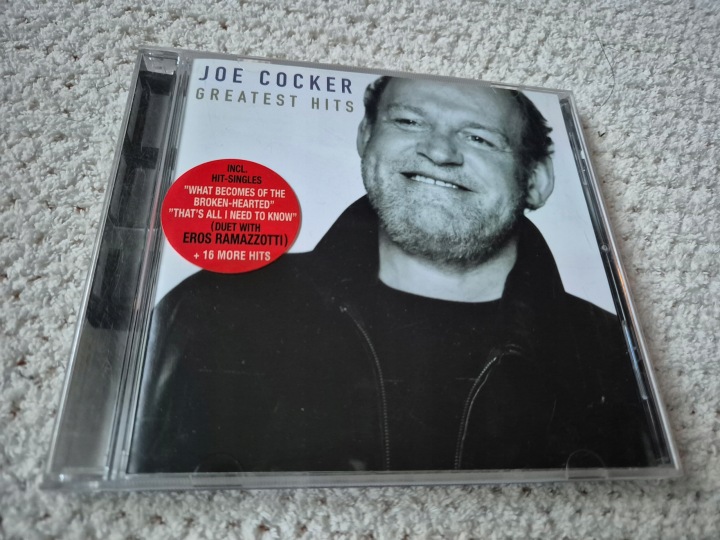 JOE COCKER
GREATEST HITS
INCL.
HIT-SINGLES
"WHAT BECOMES OF THE
BROKEN-HEARTED"
"THAT'S ALL I NEED TO KNOW"
(DUET WITH
EROS RAMAZZOTTI)
+ 16 MORE HITS